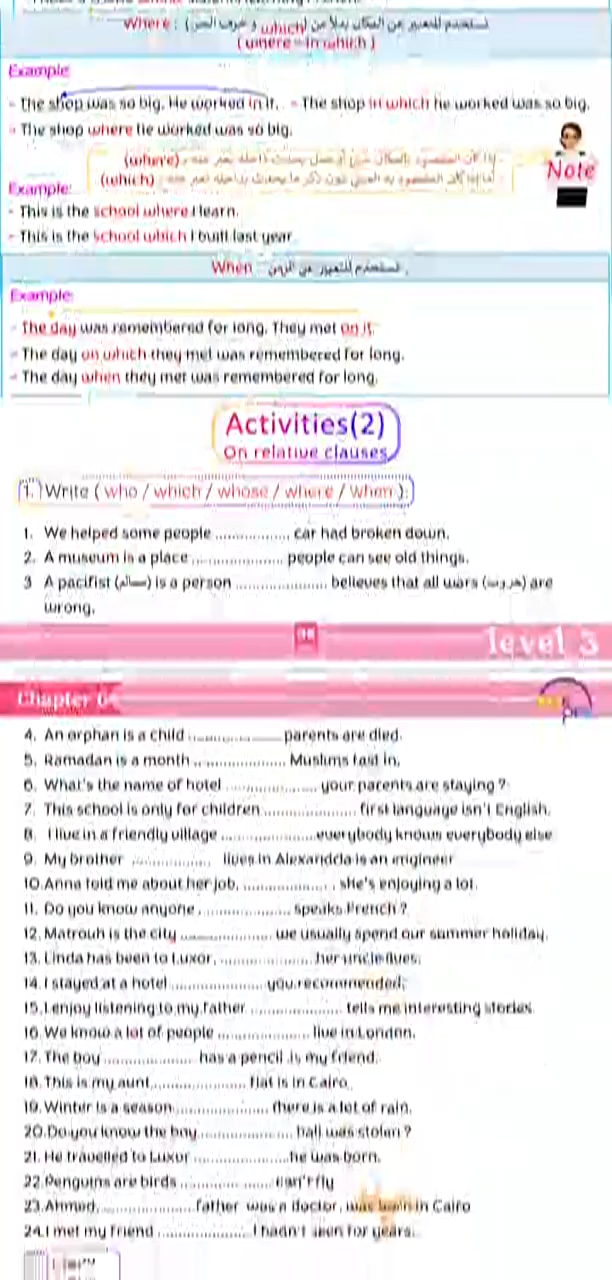 Where : ( نستخدم للتعبير عن المكان بدلا من (which و حرف الجر
( where = in which )
Example:
- the shop was so big. He worked in it. = The shop in which he worked was so big.
= The shop where he worked was so big.
(where)
Note
(which)
Example:
- This is the school where I learn.
- This is the school which I built last year
When نستخدم للتعبير عن الزمن .
Example:
- The day was remembered for long. They met on it.
= The day on which they met was remembered for long.
= The day when they met was remembered for long.
Activities(2)
On relative clauses
1. Write ( who / which / whose / where / when ):
1. We helped some people .................. car had broken down.
2. A museum is a place ...................... people can see old things.
3 A pacifist (مسالم) is a person ...................... believes that all wars (حروب) are
wrong.
level 3
Chapter
4. An orphan is a child ...................... parents are died.
5. Ramadan is a month ...................... Muslims fast in.
6. What's the name of hotel ...................... your parents are staying ?
7. This school is only for children ...................... first language isn't English.
8. I live in a friendly village ...................... everybody knows everybody else
9. My brother ................... lives in Alexandria is an engineer
10. Anna told me about her job, ...................... she's enjoying a lot.
11. Do you know anyone ...................... speaks French ?
12. Matrouh is the city ...................... we usually spend our summer holiday.
13. Linda has been to Luxor, ...................... her uncle lives.
14. I stayed at a hotel ...................... you recommended.
15. I enjoy listening to my father ...................... tells me interesting stories
16. We know a lot of people ...................... live in London.
17. The boy ...................... has a pencil is my friend.
18. This is my aunt, ...................... flat is in Cairo.
19. Winter is a season ...................... there is a lot of rain.
20. Do you know the boy ...................... ball was stolen ?
21. He travelled to Luxor ...................... he was born.
22. Penguins are birds ...................... can't fly
23. Ahmed, ...................... father was a doctor, was born in Cairo
24. I met my friend ...................... I hadn't seen for years.